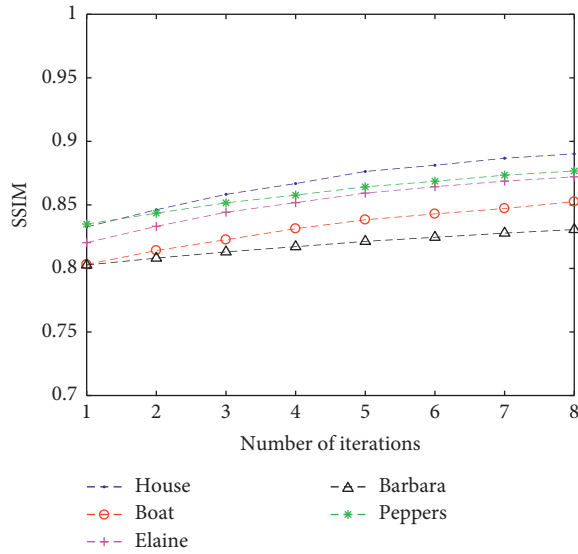 1
0.95
0.9
0.85
0.8
0.75
0.7
SSIM
1 2 3 4 5 6 7 8
Number of iterations
House
Boat
Elaine
Barbara
Peppers